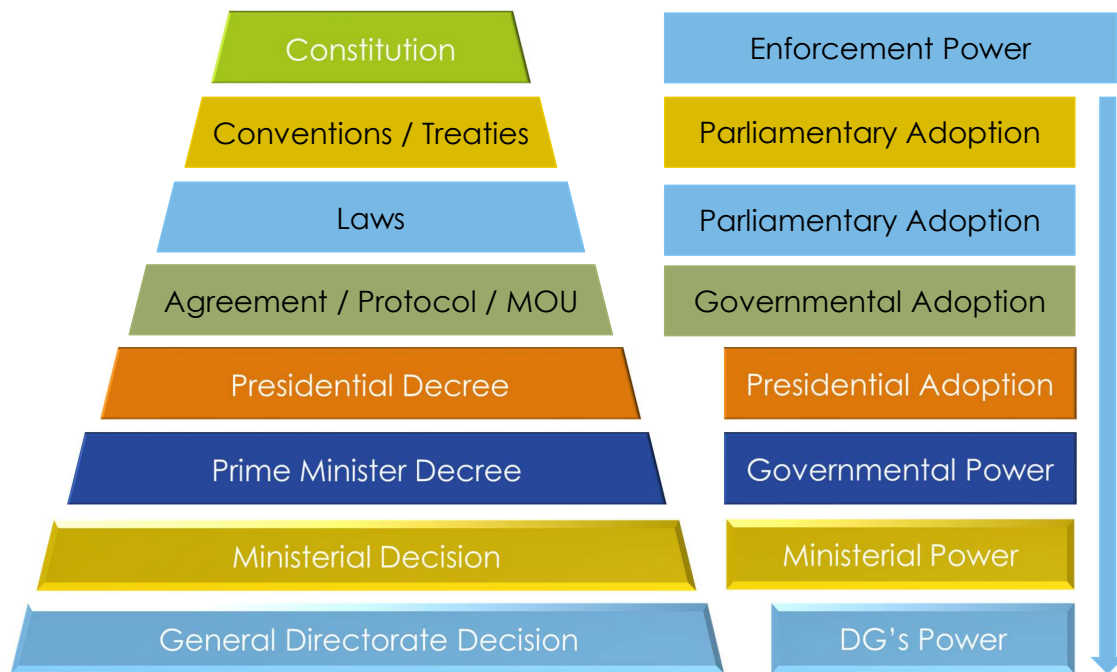 Constitution
Enforcement Power
Conventions / Treaties
Parliamentary Adoption
Laws
Parliamentary Adoption
Agreement / Protocol / MOU
Governmental Adoption
Presidential Decree
Presidential Adoption
Prime Minister Decree
Governmental Power
Ministerial Decision
Ministerial Power
General Directorate Decision
DG’s Power